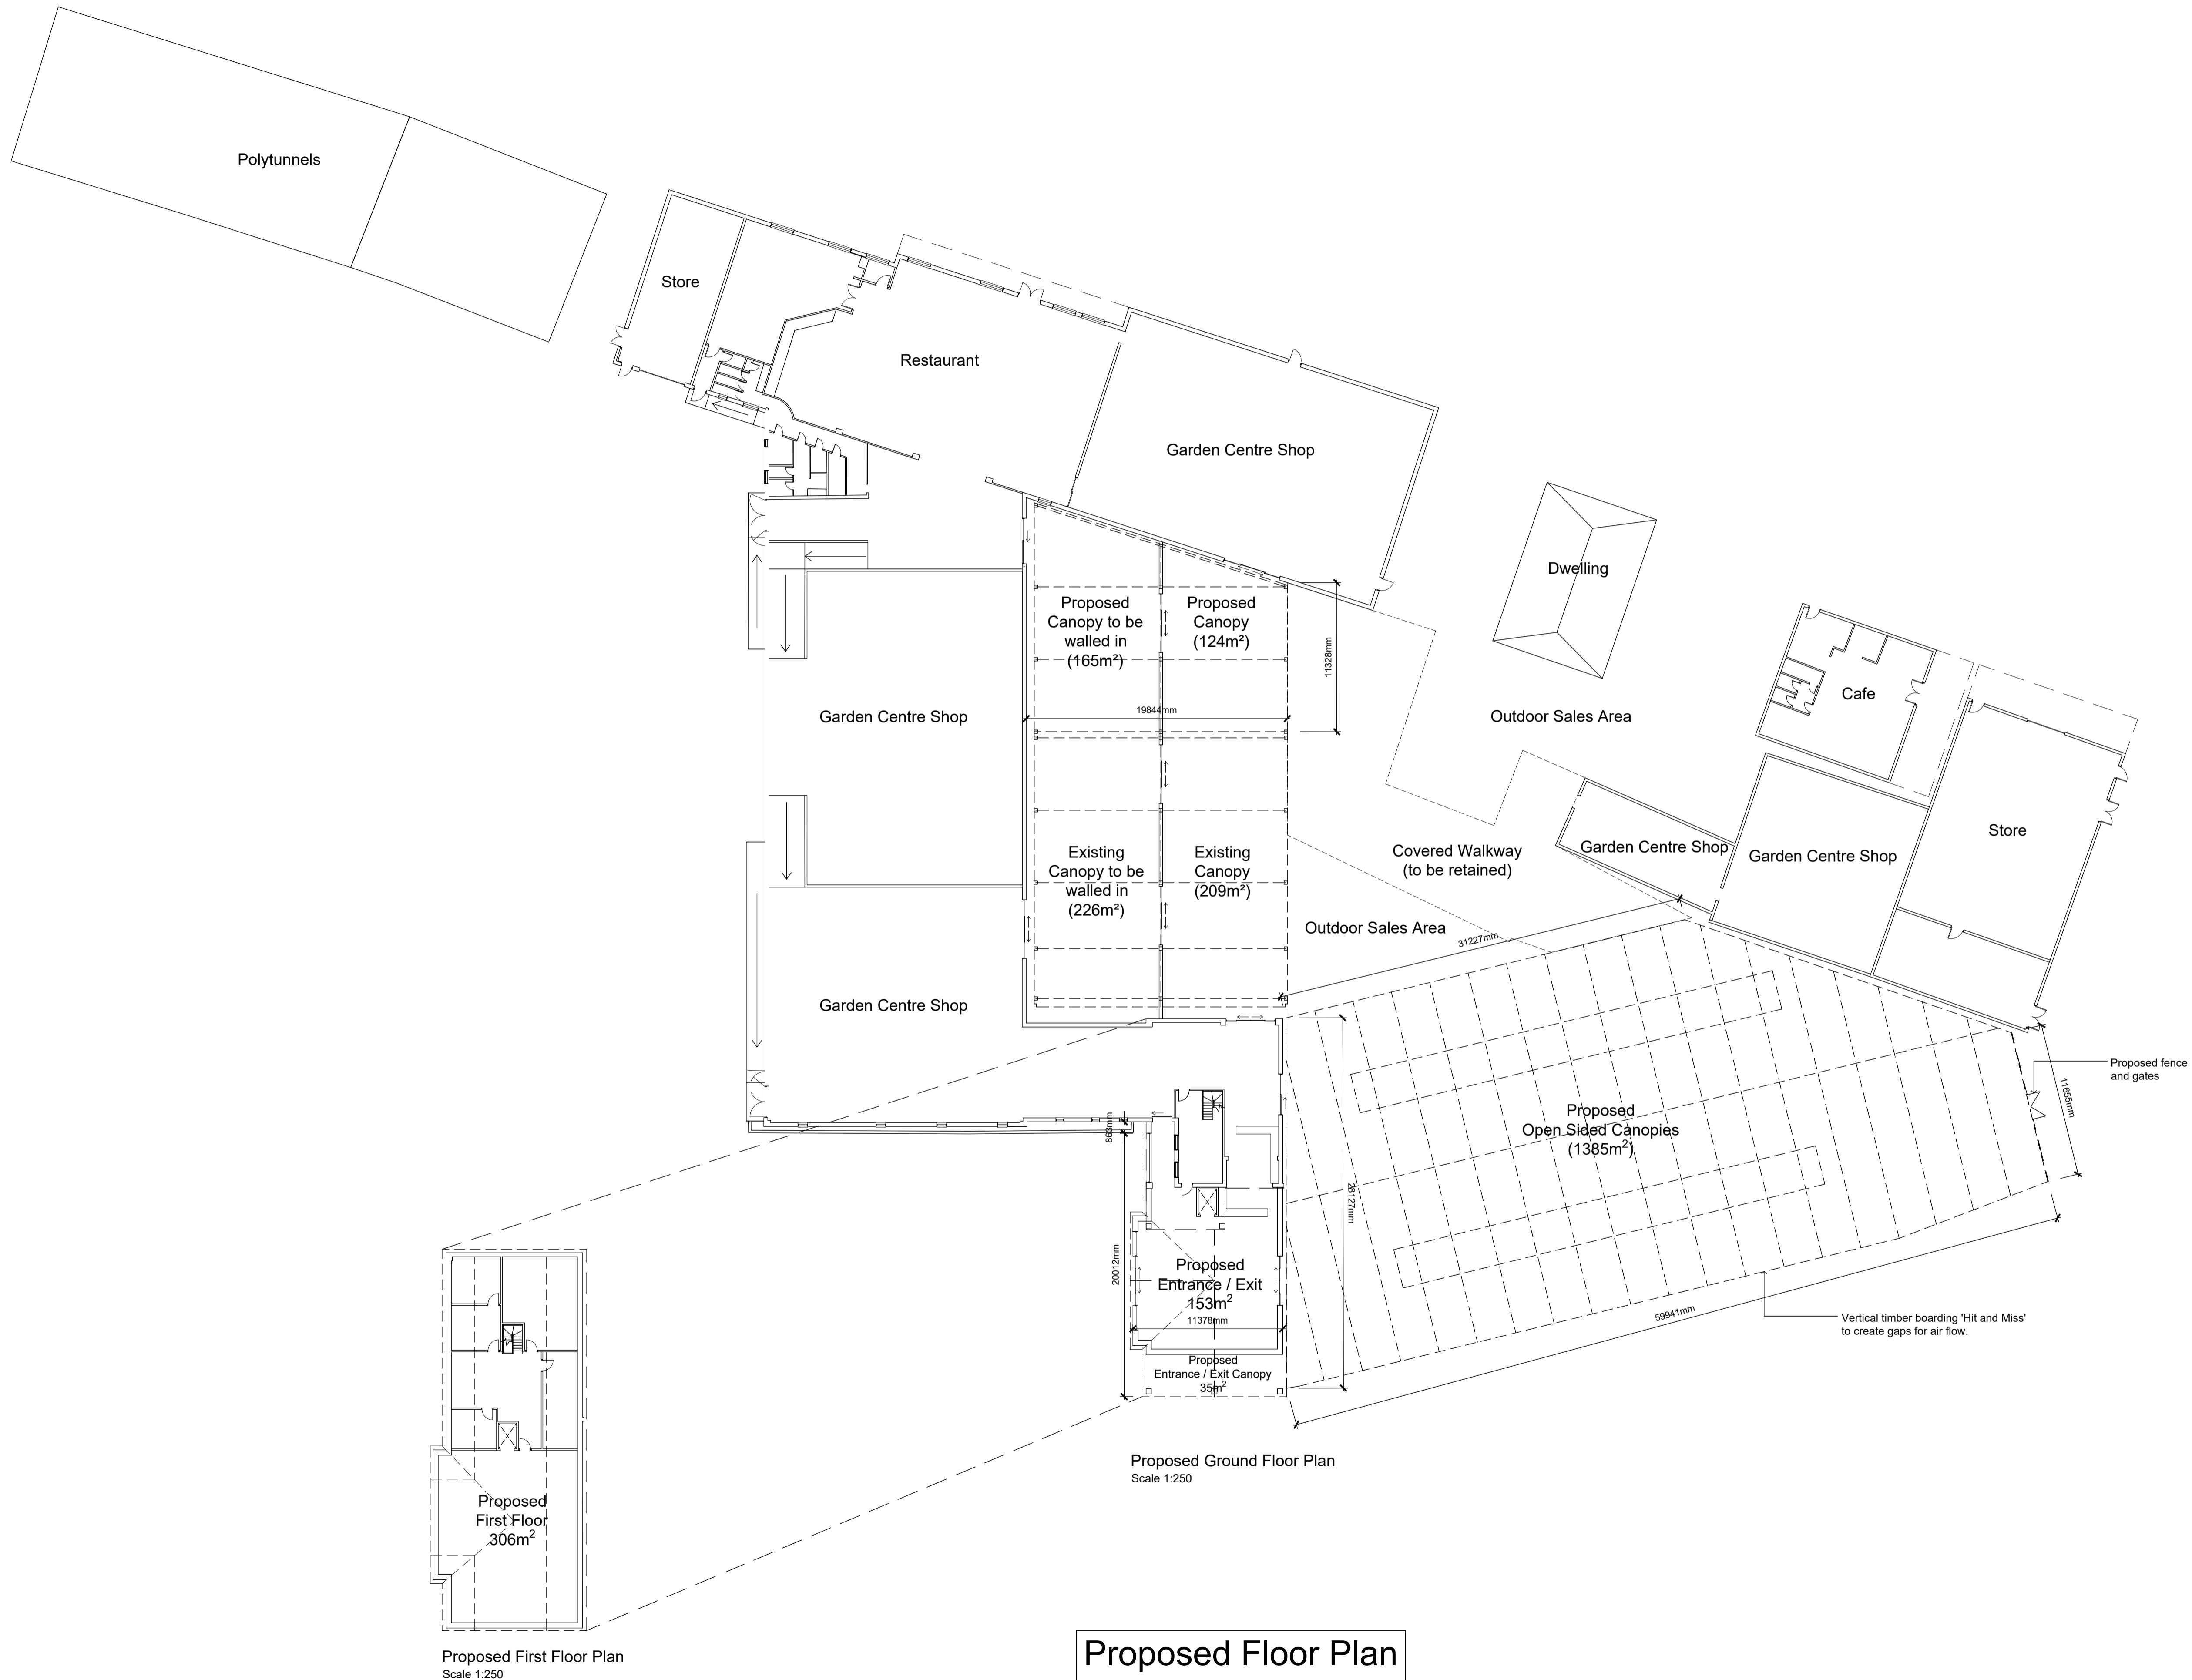 Polytunnels
Store
Restaurant
Garden Centre Shop
Dwelling
Proposed
Canopy to be
walled in
(165m²)
Proposed
Canopy
(124m²)
11328mm
19844mm
Garden Centre Shop
Outdoor Sales Area
Cafe
Store
Existing
Canopy to be
walled in
(226m²)
Existing
Canopy
(209m²)
Covered Walkway
(to be retained)
Garden Centre Shop
Garden Centre Shop
Outdoor Sales Area
31227mm
Garden Centre Shop
Proposed fence
and gates
11655mm
Proposed
Open Sided Canopies
(1385m²)
863mm
28127mm
20012mm
Proposed
Entrance / Exit
153m²
11378mm
Proposed
Entrance / Exit Canopy
35m²
59941mm
Vertical timber boarding 'Hit and Miss'
to create gaps for air flow.
Proposed Ground Floor Plan
Scale 1:250
Proposed
First Floor
306m²
Proposed First Floor Plan
Scale 1:250
Proposed Floor Plan